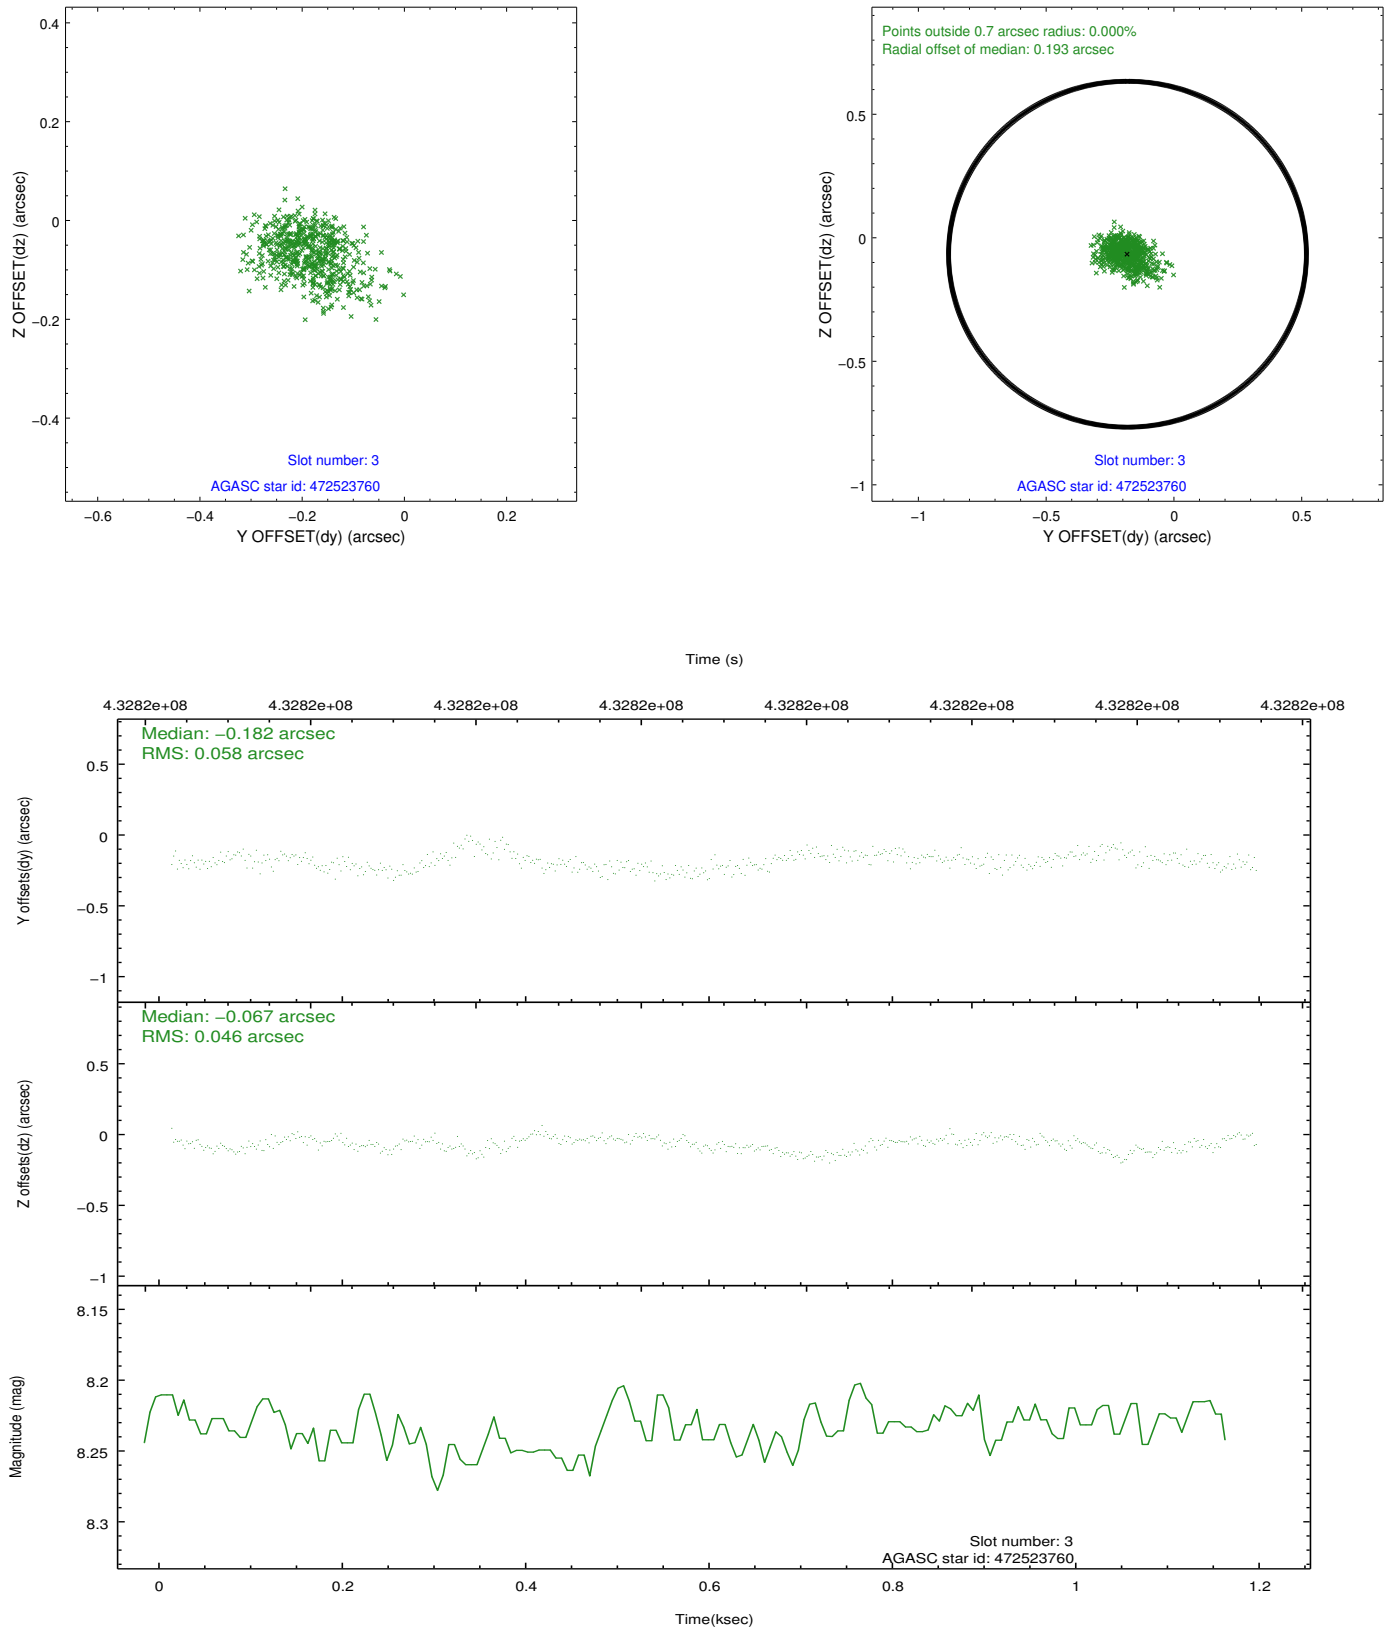 0.4
0.2
0
−0.2
−0.4
Z OFFSET(dz) (arcsec)
Slot number: 3
AGASC star id: 472523760
−0.6 −0.4 −0.2 0 0.2
Y OFFSET(dy) (arcsec)
Points outside 0.7 arcsec radius: 0.000%
Radial offset of median: 0.193 arcsec
0.5
0
−0.5
−1
Z OFFSET(dz) (arcsec)
Slot number: 3
AGASC star id: 472523760
−1 −0.5 0 0.5
Y OFFSET(dy) (arcsec)
Time (s)
4.3282e+08 4.3282e+08 4.3282e+08 4.3282e+08 4.3282e+08 4.3282e+08 4.3282e+08 4.3282e+08
Median: −0.182 arcsec
RMS: 0.058 arcsec
0.5
0
−0.5
−1
Y offsets(dy) (arcsec)
Median: −0.067 arcsec
RMS: 0.046 arcsec
0.5
0
−0.5
−1
Z offsets(dz) (arcsec)
8.15
8.2
8.25
8.3
Magnitude (mag)
Slot number: 3
AGASC star id: 472523760
0 0.2 0.4 0.6 0.8 1 1.2
Time(ksec)